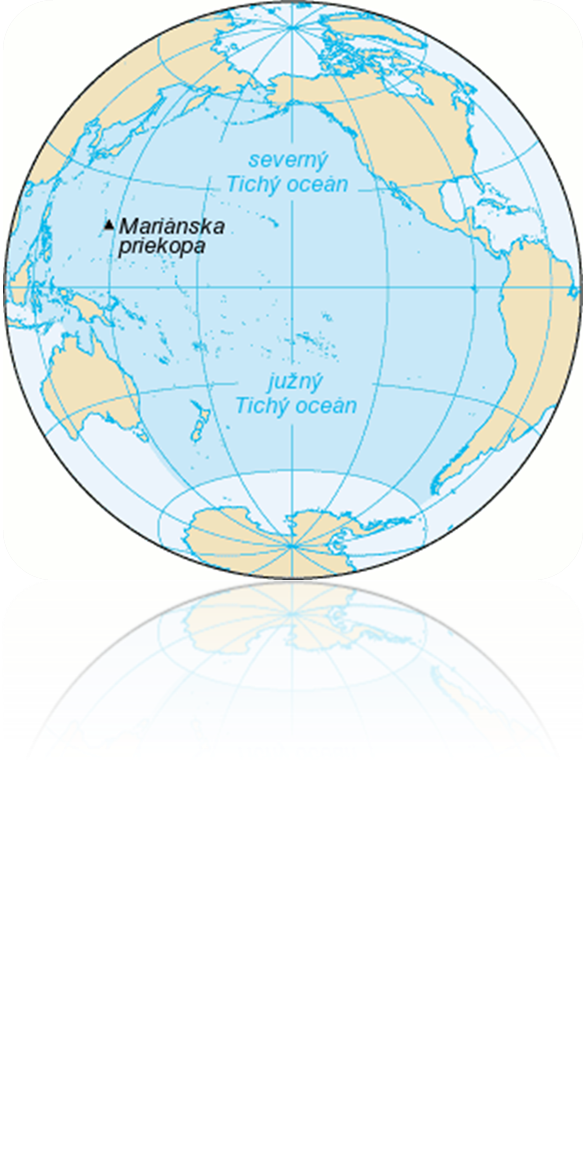 severný
Tichý oceán
Mariánska
priekopa
južný
Tichý oceán